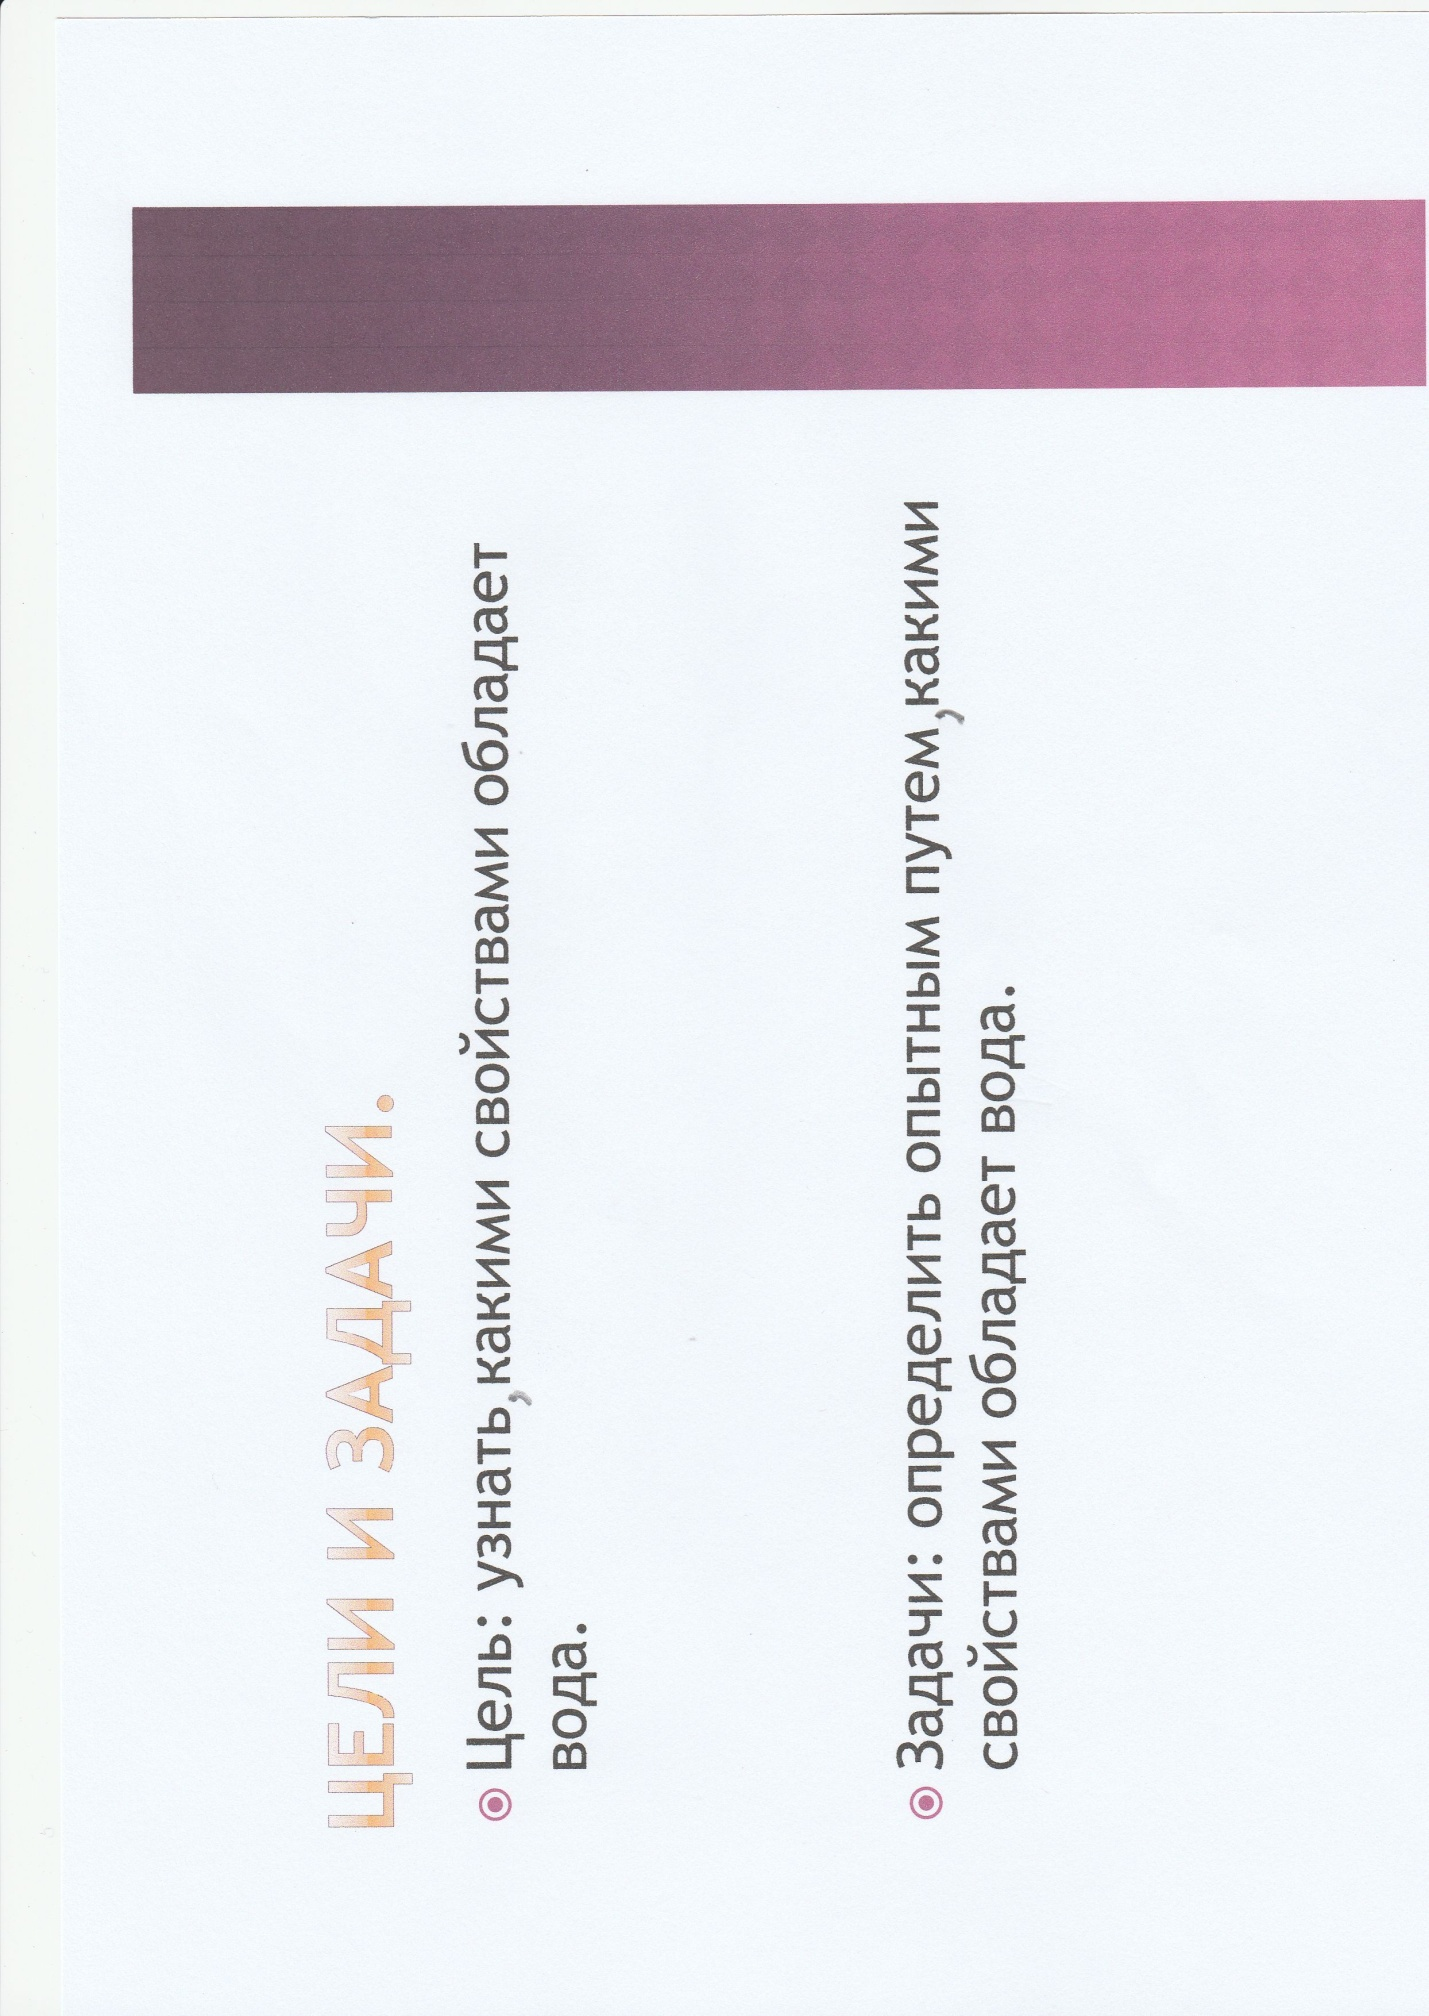 ЦЕЛИ И ЗАДАЧИ.
Цель: узнать, какими свойствами обладает
вода.
Задачи: определить опытным путем, какими
свойствами обладает вода.